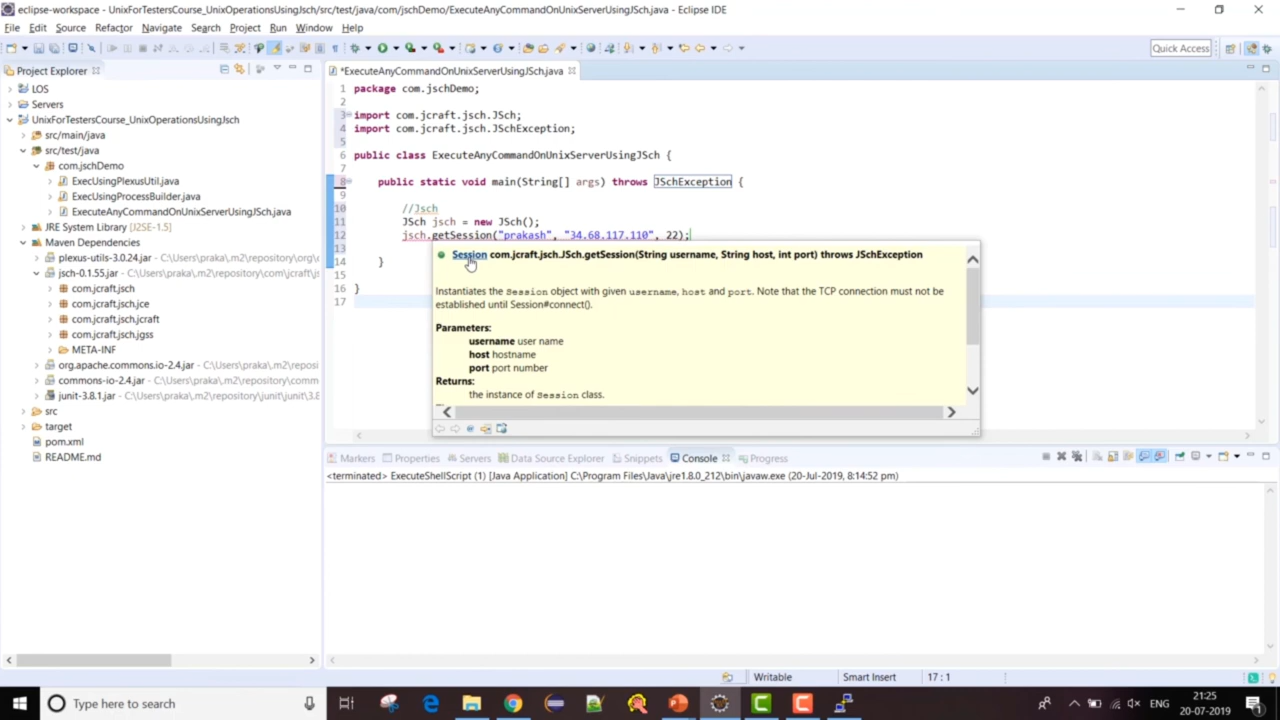 eclipse-workspace - UnixForTestersCourse_UnixOperationsUsingJsch/src/test/java/com/jschDemo/ExecuteAnyCommandOnUnixServerUsingJSch.java - Eclipse IDE
File Edit Source Refactor Navigate Search Project Run Window Help
Quick Access
Project Explorer
*ExecuteAnyCommandOnUnixServerUsingJSch.java
LOS
Servers
UnixForTestersCourse_UnixOperationsUsingJsch
src/main/java
src/test/java
com.jschDemo
ExecUsingPlexusUtil.java
ExecUsingProcessBuilder.java
ExecuteAnyCommandOnUnixServerUsingJSch.java
JRE System Library [J2SE-1.5]
Maven Dependencies
plexus-utils-3.0.24.jar - C:\Users\praka\.m2\repository\org\c
jsch-0.1.55.jar - C:\Users\praka\.m2\repository\com\jcraft\js
com.jcraft.jsch
com.jcraft.jsch.jce
com.jcraft.jsch.jcraft
com.jcraft.jsch.jgss
META-INF
org.apache.commons.io-2.4.jar - C:\Users\praka\.m2\reposi
commons-io-2.4.jar - C:\Users\praka\.m2\repository\comm
junit-3.8.1.jar - C:\Users\praka\.m2\repository\junit\junit\3.8
src
target
pom.xml
README.md
1 package com.jschDemo;
2
3 import com.jcraft.jsch.JSch;
4 import com.jcraft.jsch.JSchException;
5
6 public class ExecuteAnyCommandOnUnixServerUsingJSch {
7
8 public static void main(String[] args) throws JSchException {
9
10 //Jsch
11 JSch jsch = new JSch();
12 jsch.getSession("prakash", "34.68.117.110", 22);
13
14 }
15
16 }
17
Session com.jcraft.jsch.JSch.getSession(String username, String host, int port) throws JSchException
Instantiates the Session object with given username, host and port. Note that the TCP connection must not be
established until Session#connect().
Parameters:
username user name
host hostname
port port number
Returns:
the instance of Session class.
Markers Properties Servers Data Source Explorer Snippets Console Progress
<terminated> ExecuteShellScript (1) [Java Application] C:\Program Files\Java\jre1.8.0_212\bin\javaw.exe (20-Jul-2019, 8:14:52 pm)
Writable Smart Insert 17 : 1
Type here to search
ENG
21:25
20-07-2019